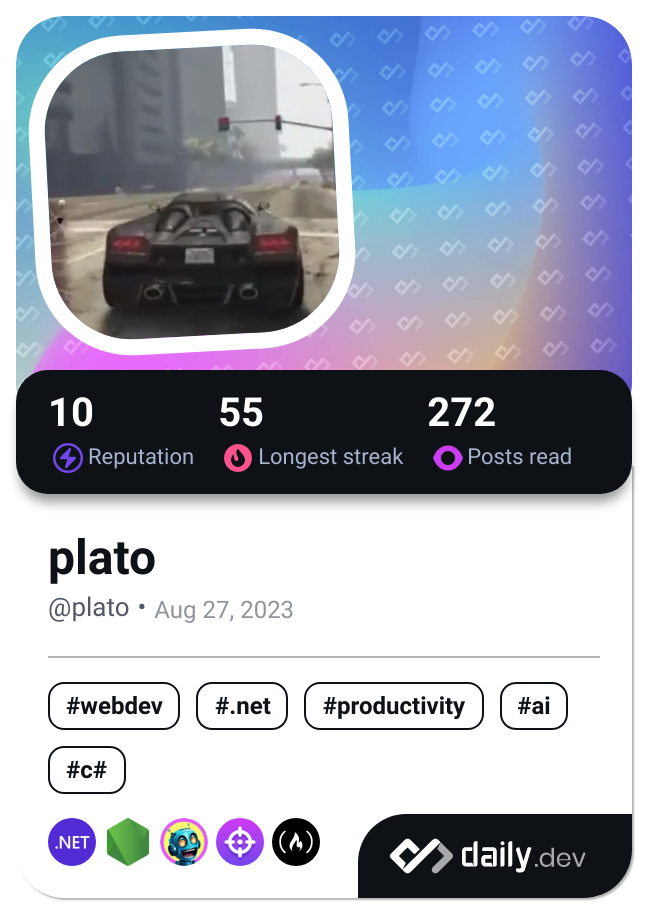 10 55 272
Reputation Longest streak Posts read
plato
@plato • Aug 27, 2023
#webdev #.net #productivity #ai
#c#
.NET
daily.dev